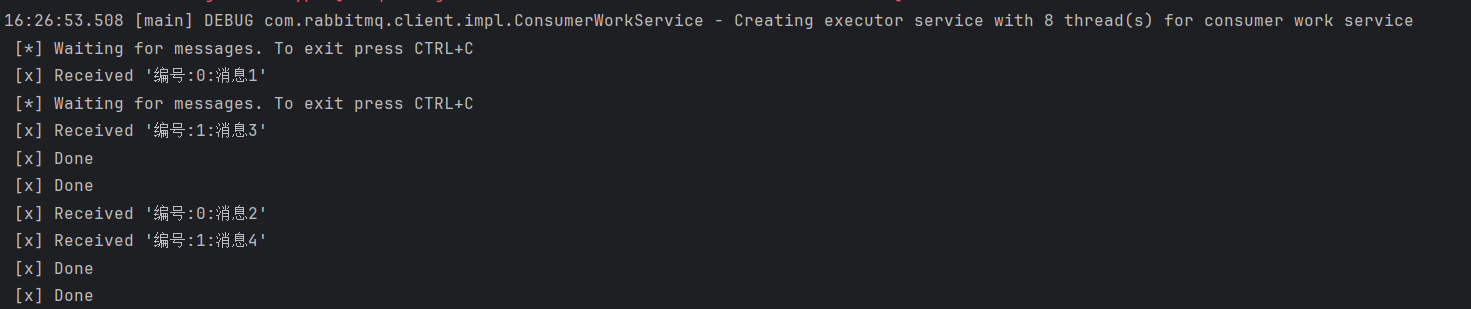 16:26:53.508 [main] DEBUG com.rabbitmq.client.impl.ConsumerWorkService - Creating executor service with 8 thread(s) for consumer work service
[*] Waiting for messages. To exit press CTRL+C
[x] Received '编号:0:消息1'
[*] Waiting for messages. To exit press CTRL+C
[x] Received '编号:1:消息3'
[x] Done
[x] Done
[x] Received '编号:0:消息2'
[x] Received '编号:1:消息4'
[x] Done
[x] Done